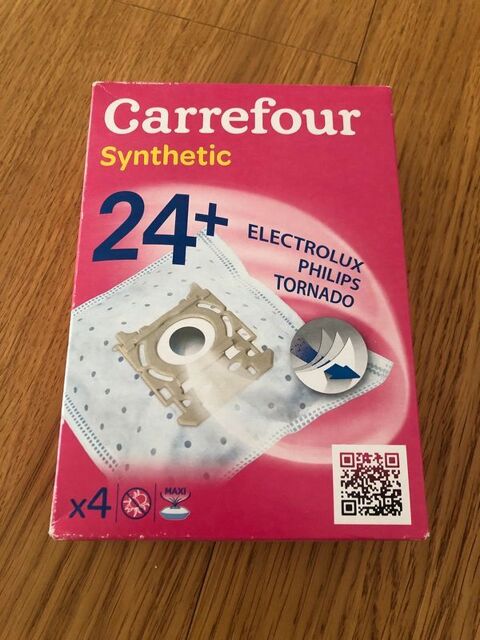 Carrefour
Synthetic
24+
ELECTROLUX
PHILIPS
TORNADO
x4
MAXI